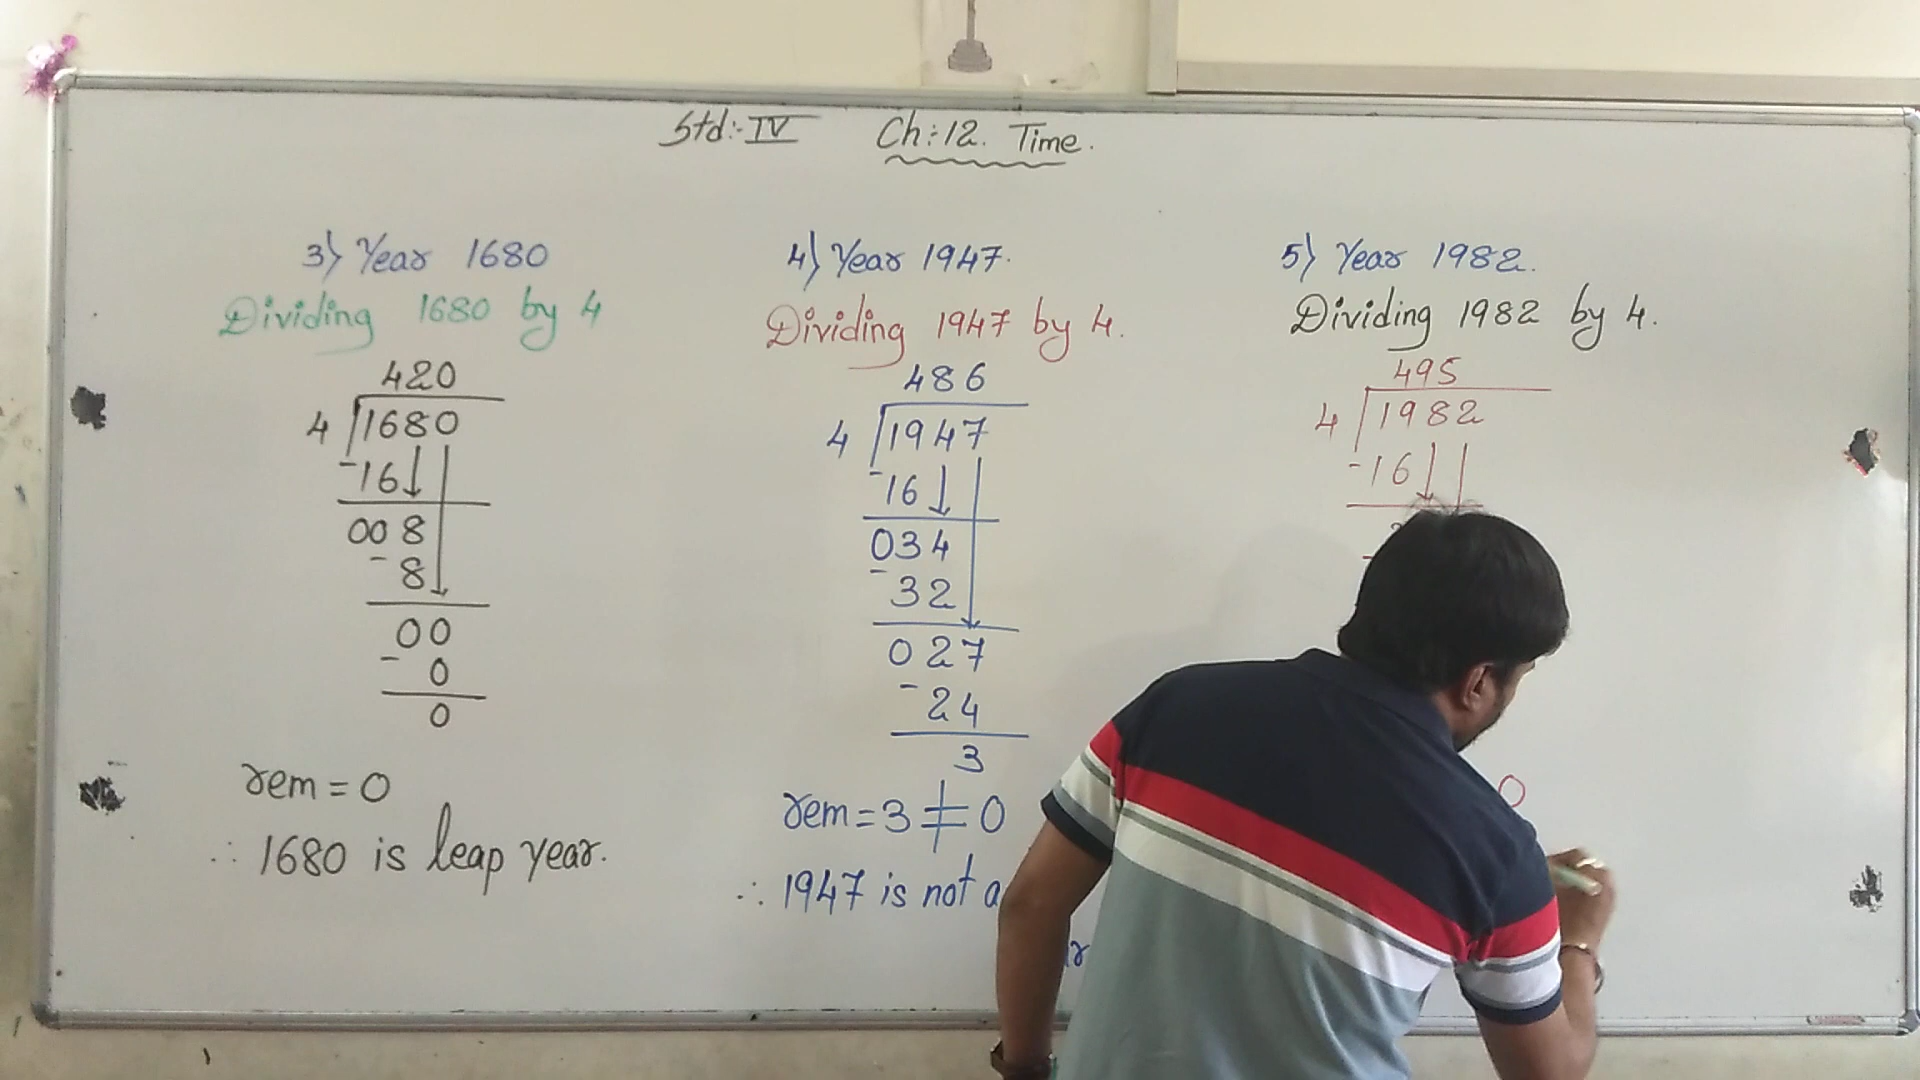 Std:- IV Ch:12. Time.
3) Year 1680
Dividing 1680 by 4
420
4 1680
-16
008
- 8
00
- 0
0
rem = 0
∴ 1680 is leap year.
4) Year 1947.
Dividing 1947 by 4.
486
4 1947
-16
034
-32
027
-24
3
rem = 3 ≠ 0
∴ 1947 is not a
5) Year 1982.
Dividing 1982 by 4.
495
4 1982
-16
0